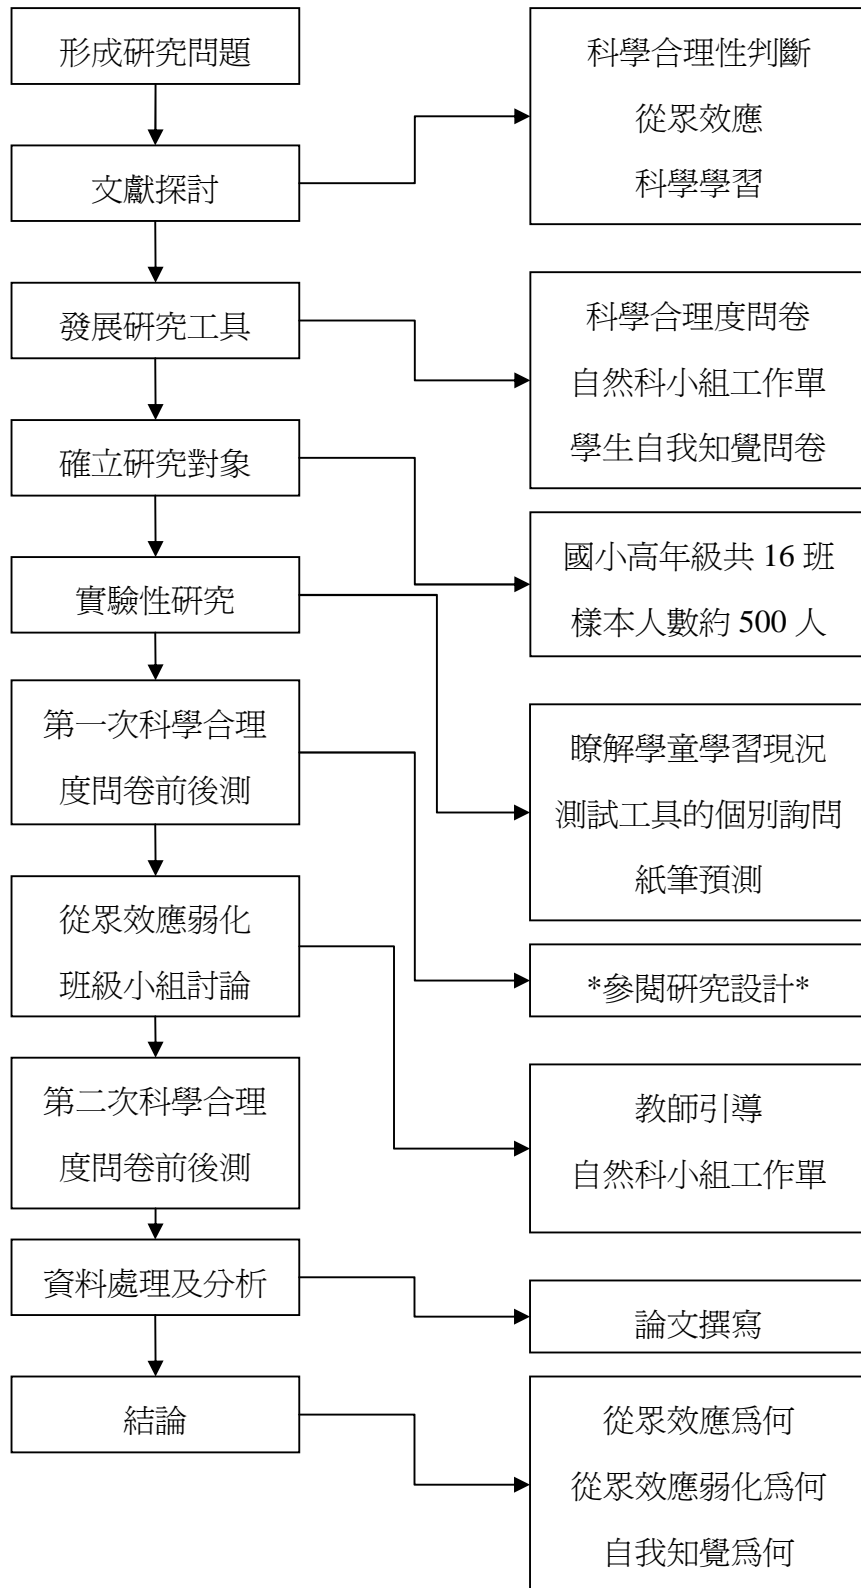 形成研究問題
文獻探討
發展研究工具
確立研究對象
實驗性研究
第一次科學合理
度問卷前後測
從眾效應弱化
班級小組討論
第二次科學合理
度問卷前後測
資料處理及分析
結論
科學合理性判斷
從眾效應
科學學習
科學合理度問卷
自然科小組工作單
學生自我知覺問卷
國小高年級共 16 班
樣本人數約 500 人
瞭解學童學習現況
測試工具的個別詢問
紙筆預測
*參閱研究設計*
教師引導
自然科小組工作單
論文撰寫
從眾效應為何
從眾效應弱化為何
自我知覺為何